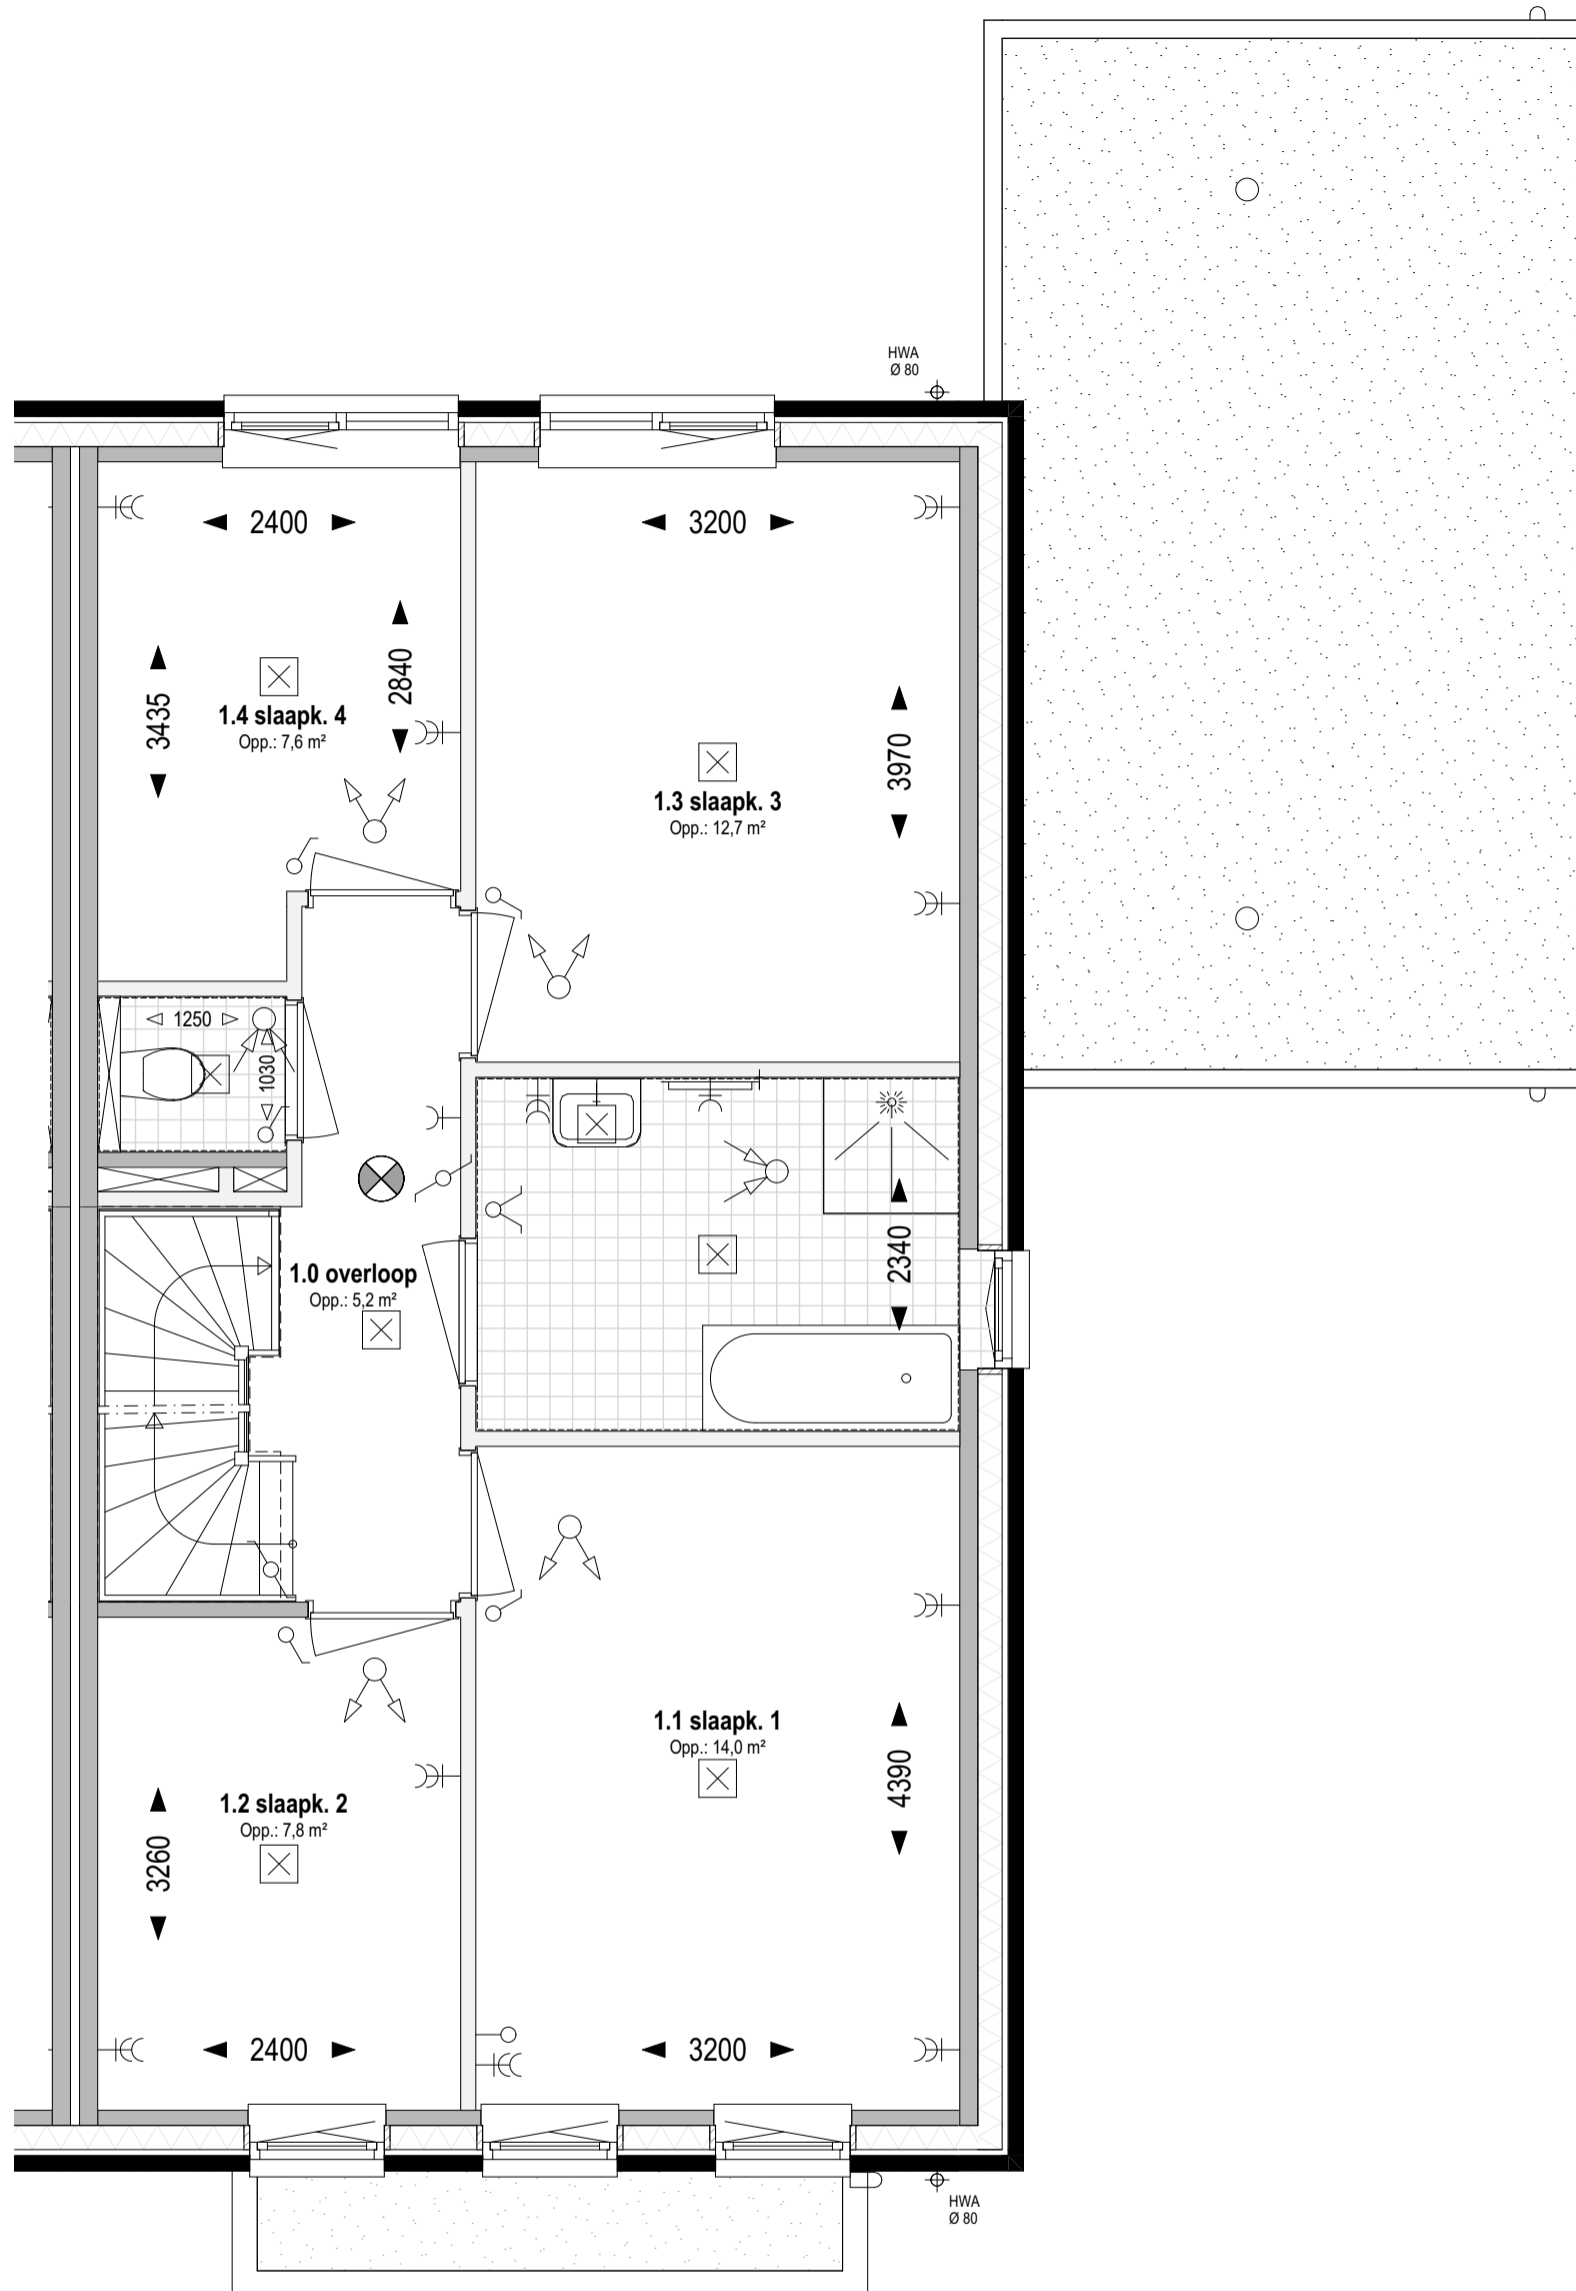 HWA
Ø 80
2400
3200
2840
3435
1.4 slaapk. 4
Opp.: 7,6 m²
3970
1.3 slaapk. 3
Opp.: 12,7 m²
1250
1030
2340
1.0 overloop
Opp.: 5,2 m²
1.1 slaapk. 1
Opp.: 14,0 m²
4390
1.2 slaapk. 2
Opp.: 7,8 m²
3260
2400
3200
HWA
Ø 80